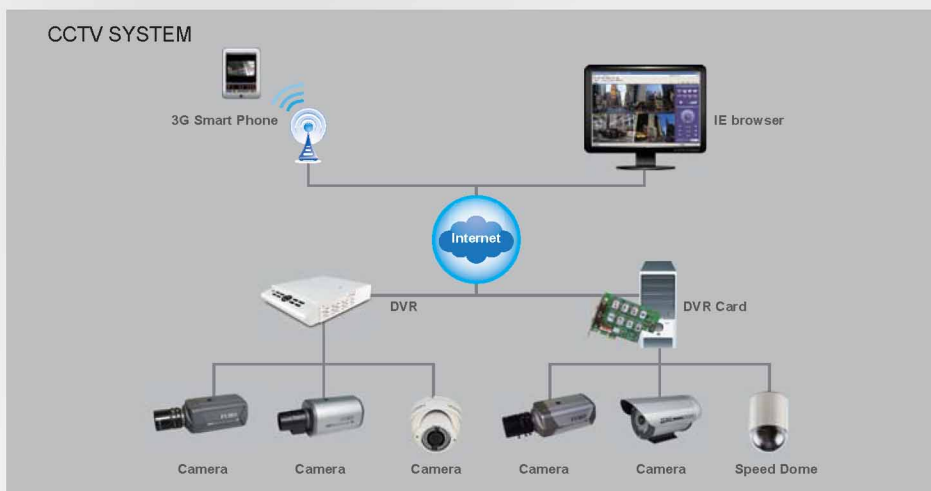 CCTV SYSTEM
3G Smart Phone
IE browser
Internet
DVR
DVR Card
Camera
Camera
Camera
Camera
Camera
Speed Dome